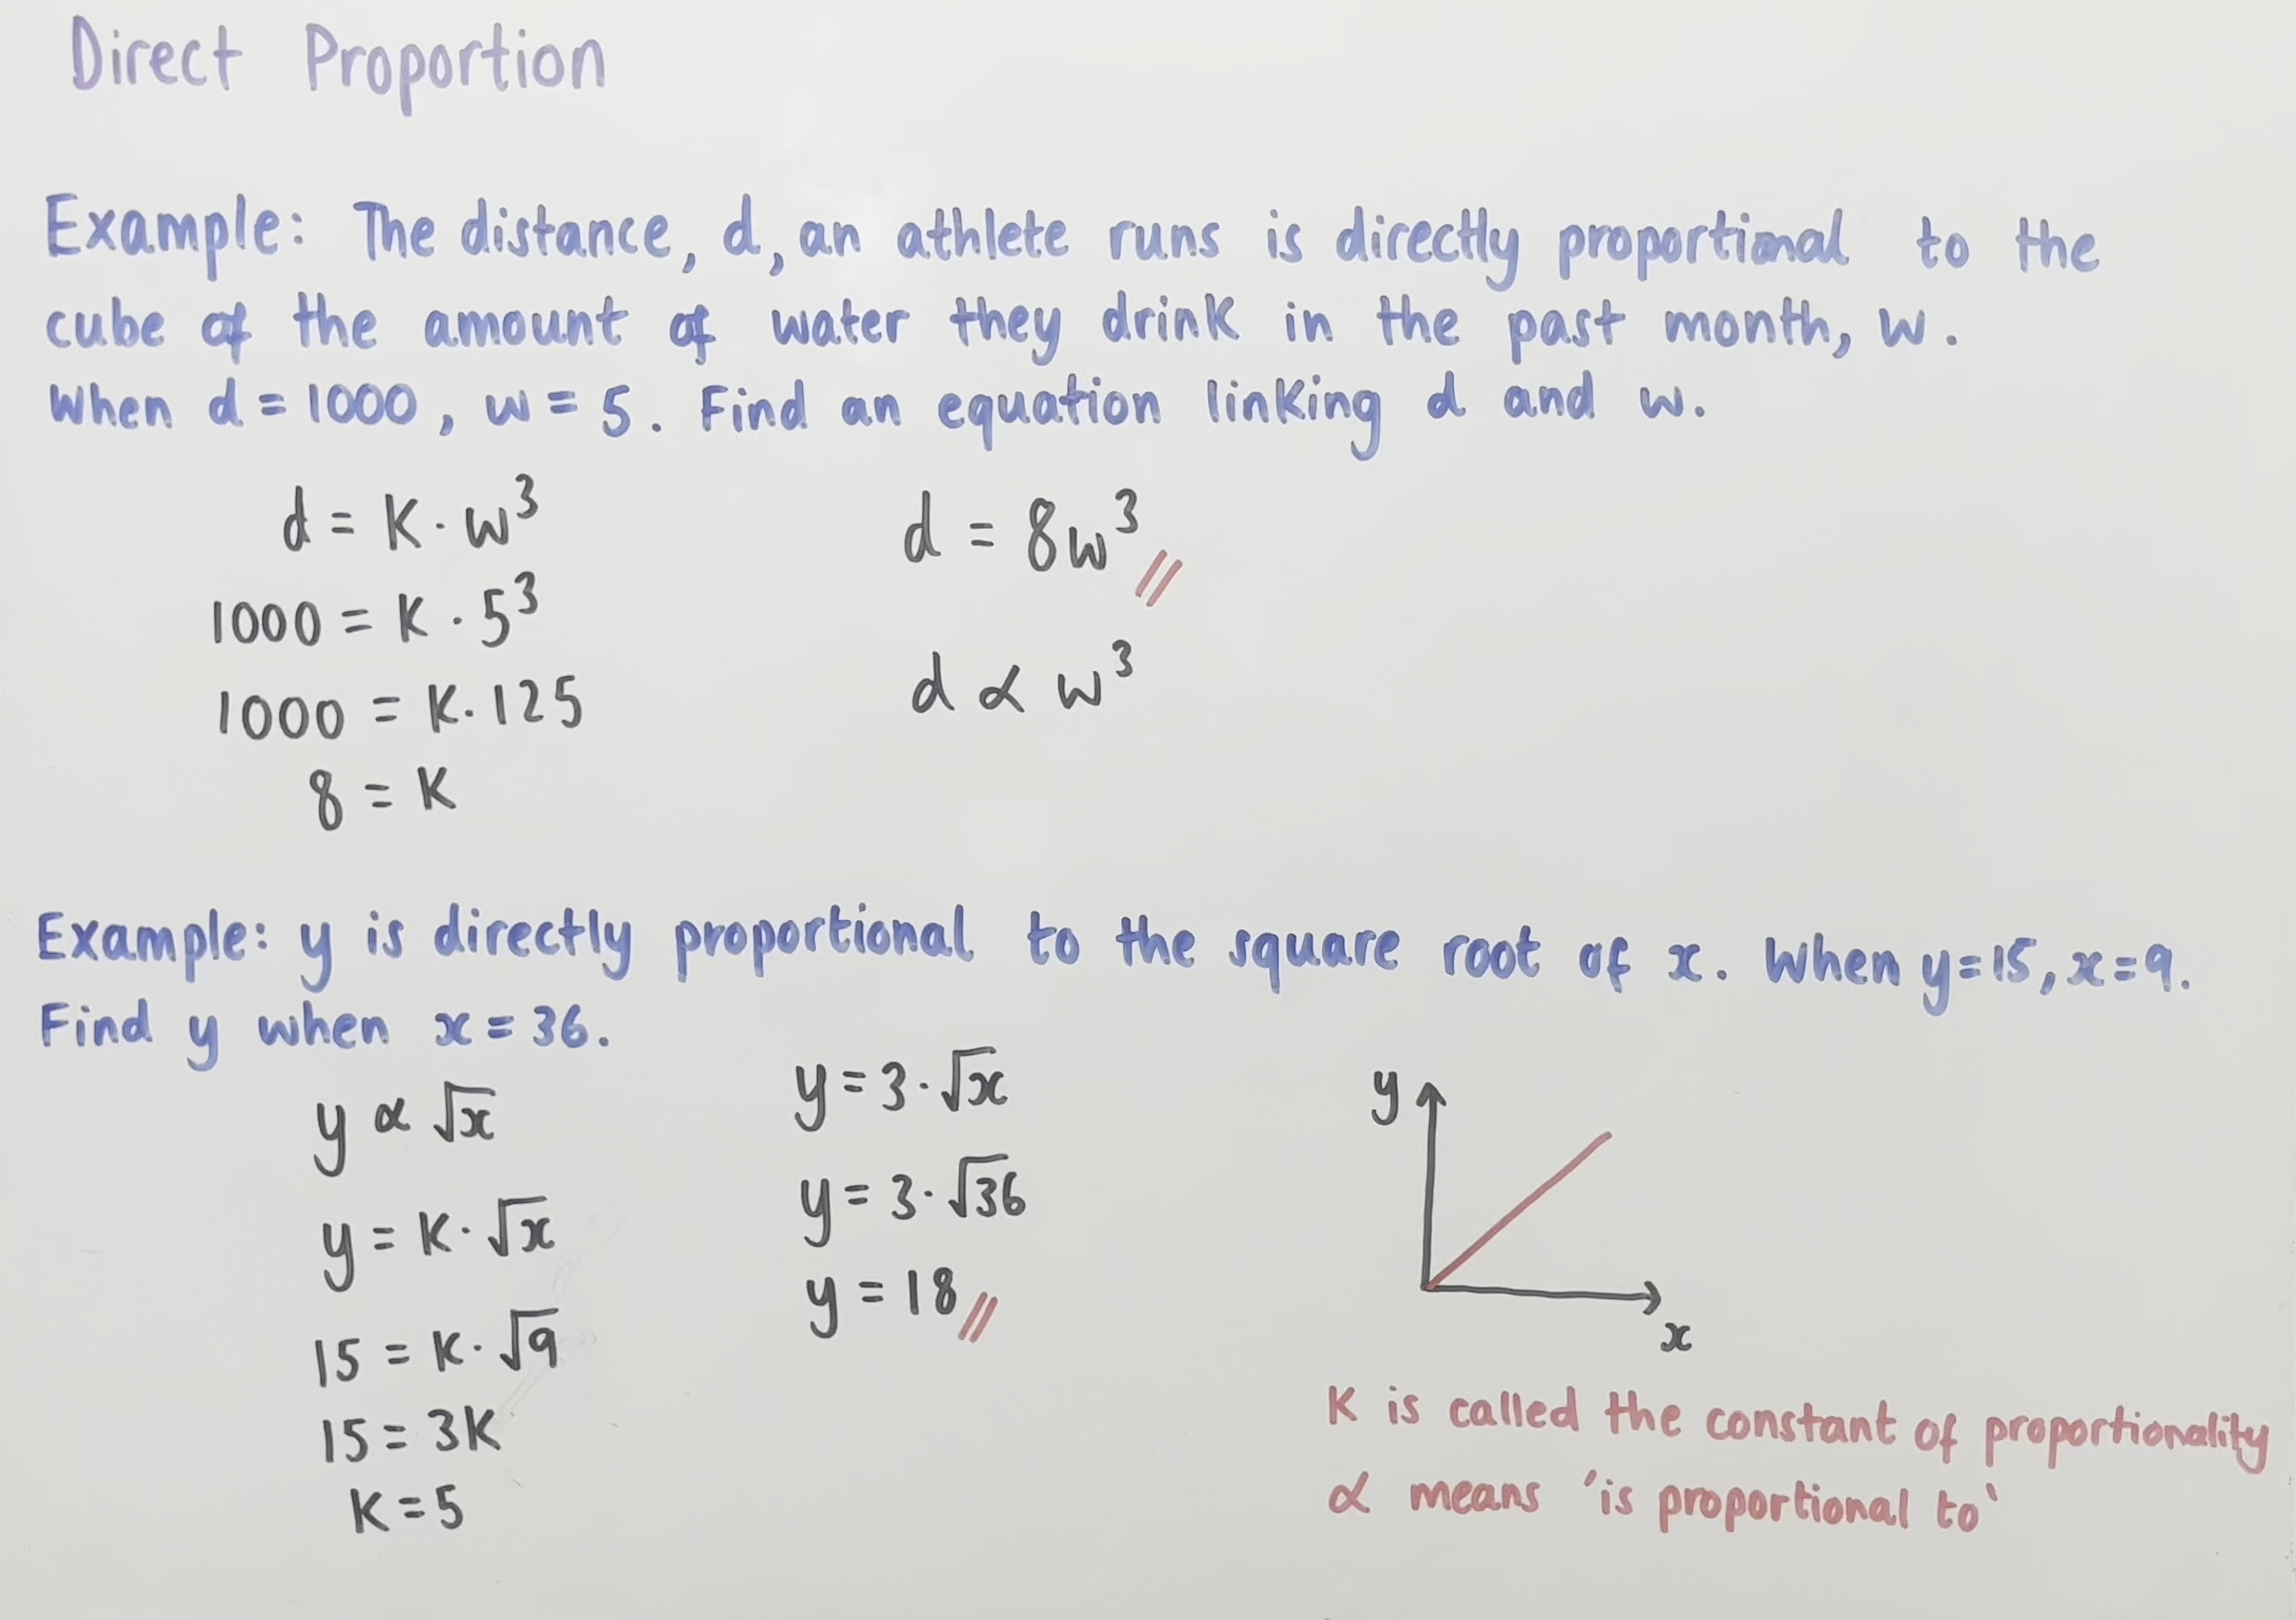 Direct Proportion
Example: The distance, d, an athlete runs is directly proportional to the
cube of the amount of water they drink in the past month, w.
When d = 1000, w = 5. Find an equation linking d and w.
d = K · w³
1000 = K · 5³
1000 = K · 125
8 = K
d = 8w³ //
d ∝ w³
Example: y is directly proportional to the square root of x. When y=15, x=9.
Find y when x = 36.
y ∝ √x
y = K · √x
15 = K · √9
15 = 3K
K = 5
y = 3 · √x
y = 3 · √36
y = 18 //
y
x
K is called the constant of proportionality
∝ means 'is proportional to'